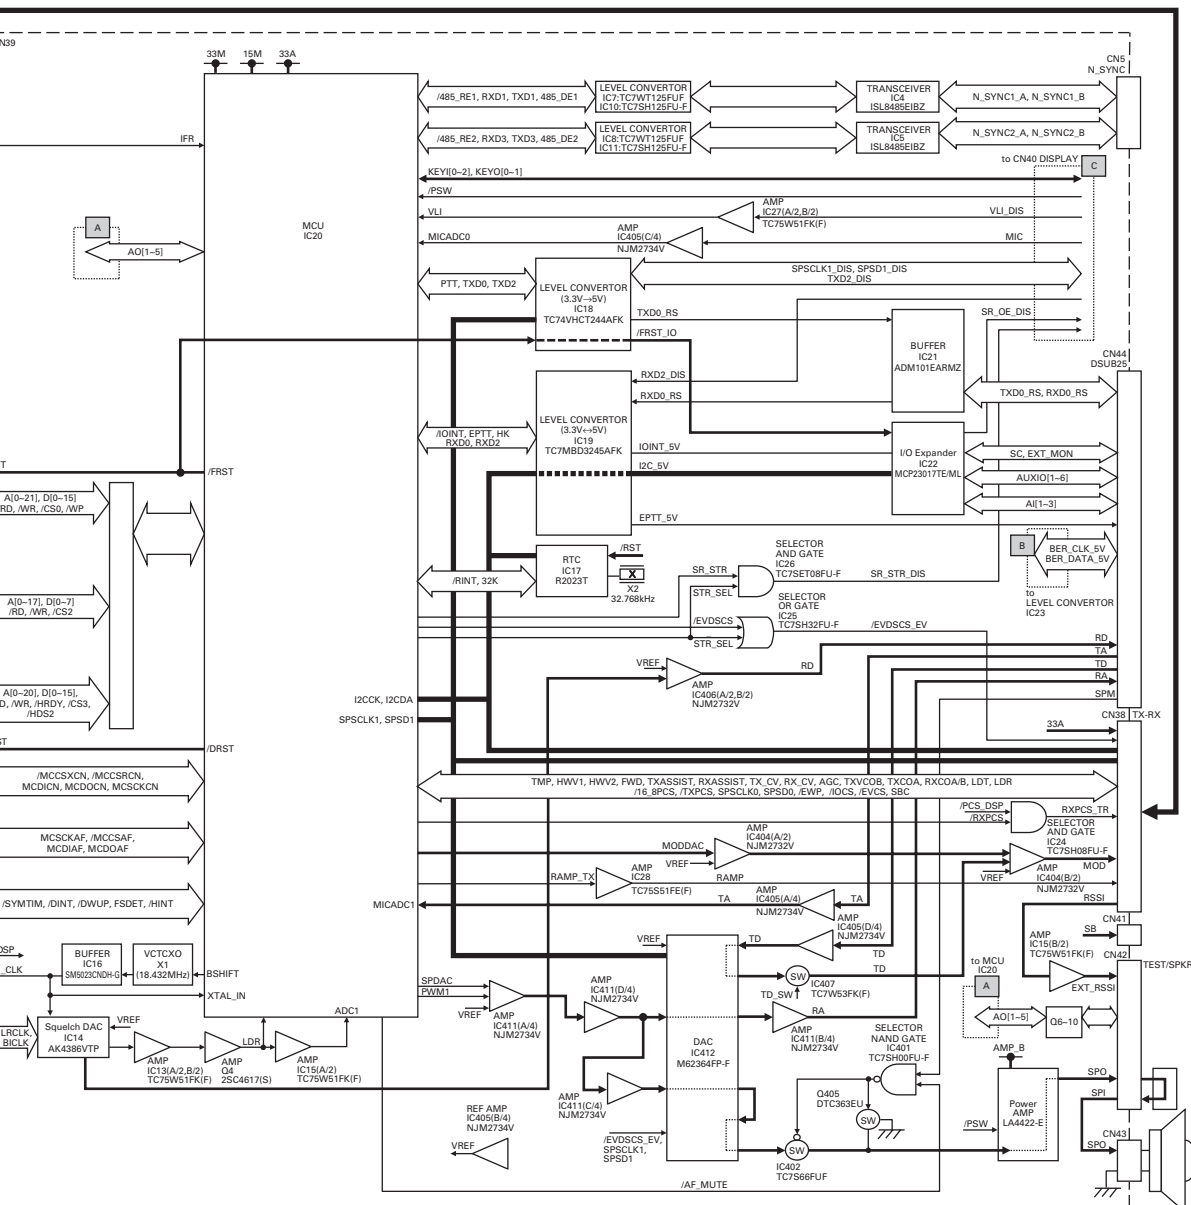 N39
33M 15M 33A
CN5
N_SYNC
IFR
MCU
IC20
/485_RE1, RXD1, TXD1, 485_DE1
LEVEL CONVERTOR
IC7:TC7WT125FUF
IC10:TC7SH125FU-F
TRANSCEIVER
IC4
ISL8485EIBZ
N_SYNC1_A, N_SYNC1_B
/485_RE2, RXD3, TXD3, 485_DE2
LEVEL CONVERTOR
IC8:TC7WT125FUF
IC11:TC7SH125FU-F
TRANSCEIVER
IC5
ISL8485EIBZ
N_SYNC2_A, N_SYNC2_B
to CN40 DISPLAY
C
KEYI[0~2], KEYO[0~1]
/PSW
VLI
AMP
IC27(A/2,B/2)
TC75W51FK(F)
VLI_DIS
MICADC0
AMP
IC405(C/4)
NJM2734V
MIC
A
AO[1~5]
PTT, TXD0, TXD2
LEVEL CONVERTOR
(3.3V→5V)
IC18
TC74VHCT244AFK
SPSCLK1_DIS, SPSD1_DIS
TXD2_DIS
TXD0_RS
/FRST_IO
SR_OE_DIS
BUFFER
IC21
ADM101EARMZ
CN44
DSUB25
RXD2_DIS
RXD0_RS
TXD0_RS, RXD0_RS
/IOINT, EPTT, HK
RXD0, RXD2
LEVEL CONVERTOR
(3.3V↔5V)
IC19
TC7MBD3245AFK
IOINT_5V
I2C_5V
EPTT_5V
I/O Expander
IC22
MCP23017TE/ML
SC, EXT_MON
AUXIO[1~6]
AI[1~3]
T
/FRST
A[0~21], D[0~15]
RD, /WR, /CS0, /WP
B
BER_CLK_5V
BER_DATA_5V
to
LEVEL CONVERTOR
IC23
/RINT, 32K
RTC
IC17
R2023T
/RST
X
X2
32.768kHz
SELECTOR
AND GATE
IC26
TC7SET08FU-F
SR_STR
STR_SEL
SR_STR_DIS
SELECTOR
OR GATE
IC25
TC7SH32FU-F
/EVDSCS
STR_SEL
/EVDSCS_EV
A[0~17], D[0~7]
/RD, /WR, /CS2
VREF
AMP
IC406(A/2,B/2)
NJM2732V
RD
RD
TA
TD
RA
SPM
A[0~20], D[0~15],
D, /WR, /HRDY, /CS3,
/HDS2
I2CCK, I2CDA
SPSCLK1, SPSD1
CN38 TX-RX
33A
ST
/DRST
/MCCSXCN, /MCCSRCN,
MCDICN, MCDOCN, MCSCKCN
TMP, HWV1, HWV2, FWD, TXASSIST, RXASSIST, TX_CV, RX_CV, AGC, TXVCOB, TXCOA, RXCOA/B, LDT, LDR
/16_8PCS, /TXPCS, SPSCLK0, SPSD0, /EWP, /IOCS, /EVCS, SBC
/PCS_DSP
/RXPCS
RXPCS_TR
SELECTOR
AND GATE
IC24
TC7SH08FU-F
MCSCKAF, /MCCSAF,
MCDIAF, MCDOAF
MODDAC
VREF
AMP
IC404(A/2)
NJM2732V
MOD
VREF
AMP
IC404(B/2)
NJM2732V
RAMP_TX
AMP
IC28
TC75S51FE(F)
RAMP
/SYMTIM, /DINT, /DWUP, FSDET, /HINT
MICADC1
TA
AMP
IC405(A/4)
NJM2734V
TA
RSSI
CN41
SB
AMP
IC405(D/4)
NJM2734V
TD
TD
VREF
AMP
IC15(B/2)
TC75W51FK(F)
EXT_RSSI
CN42
TEST/SPKR
DSP
_CLK
BUFFER
IC16
SM5023CNDH-G
VCTCXO
X1
(18.432MHz)
BSHIFT
XTAL_IN
SPDAC
PWM1
VREF
AMP
IC411(A/4)
NJM2734V
AMP
IC411(D/4)
NJM2734V
SW
IC407
TC7W53FK(F)
TD_SW
TD
to MCU
IC20
A
AO[1~5]
Q6~10
RA
AMP
IC411(B/4)
NJM2734V
LRCLK,
BICLK
Squelch DAC
IC14
AK4386VTP
VREF
AMP
IC13(A/2,B/2)
TC75W51FK(F)
LDR
AMP
Q4
2SC4617(S)
AMP
IC15(A/2)
TC75W51FK(F)
ADC1
DAC
IC412
M62364FP-F
SELECTOR
NAND GATE
IC401
TC7SH00FU-F
AMP_B
SPO
SPI
Power
AMP
LA4422-E
/PSW
AMP
IC411(C/4)
NJM2734V
REF AMP
IC405(B/4)
NJM2734V
VREF
/EVDSCS_EV,
SPSCLK1,
SPSD1
Q405
DTC363EU
SW
SW
IC402
TC7S66FUF
CN43
SPO
/AF_MUTE